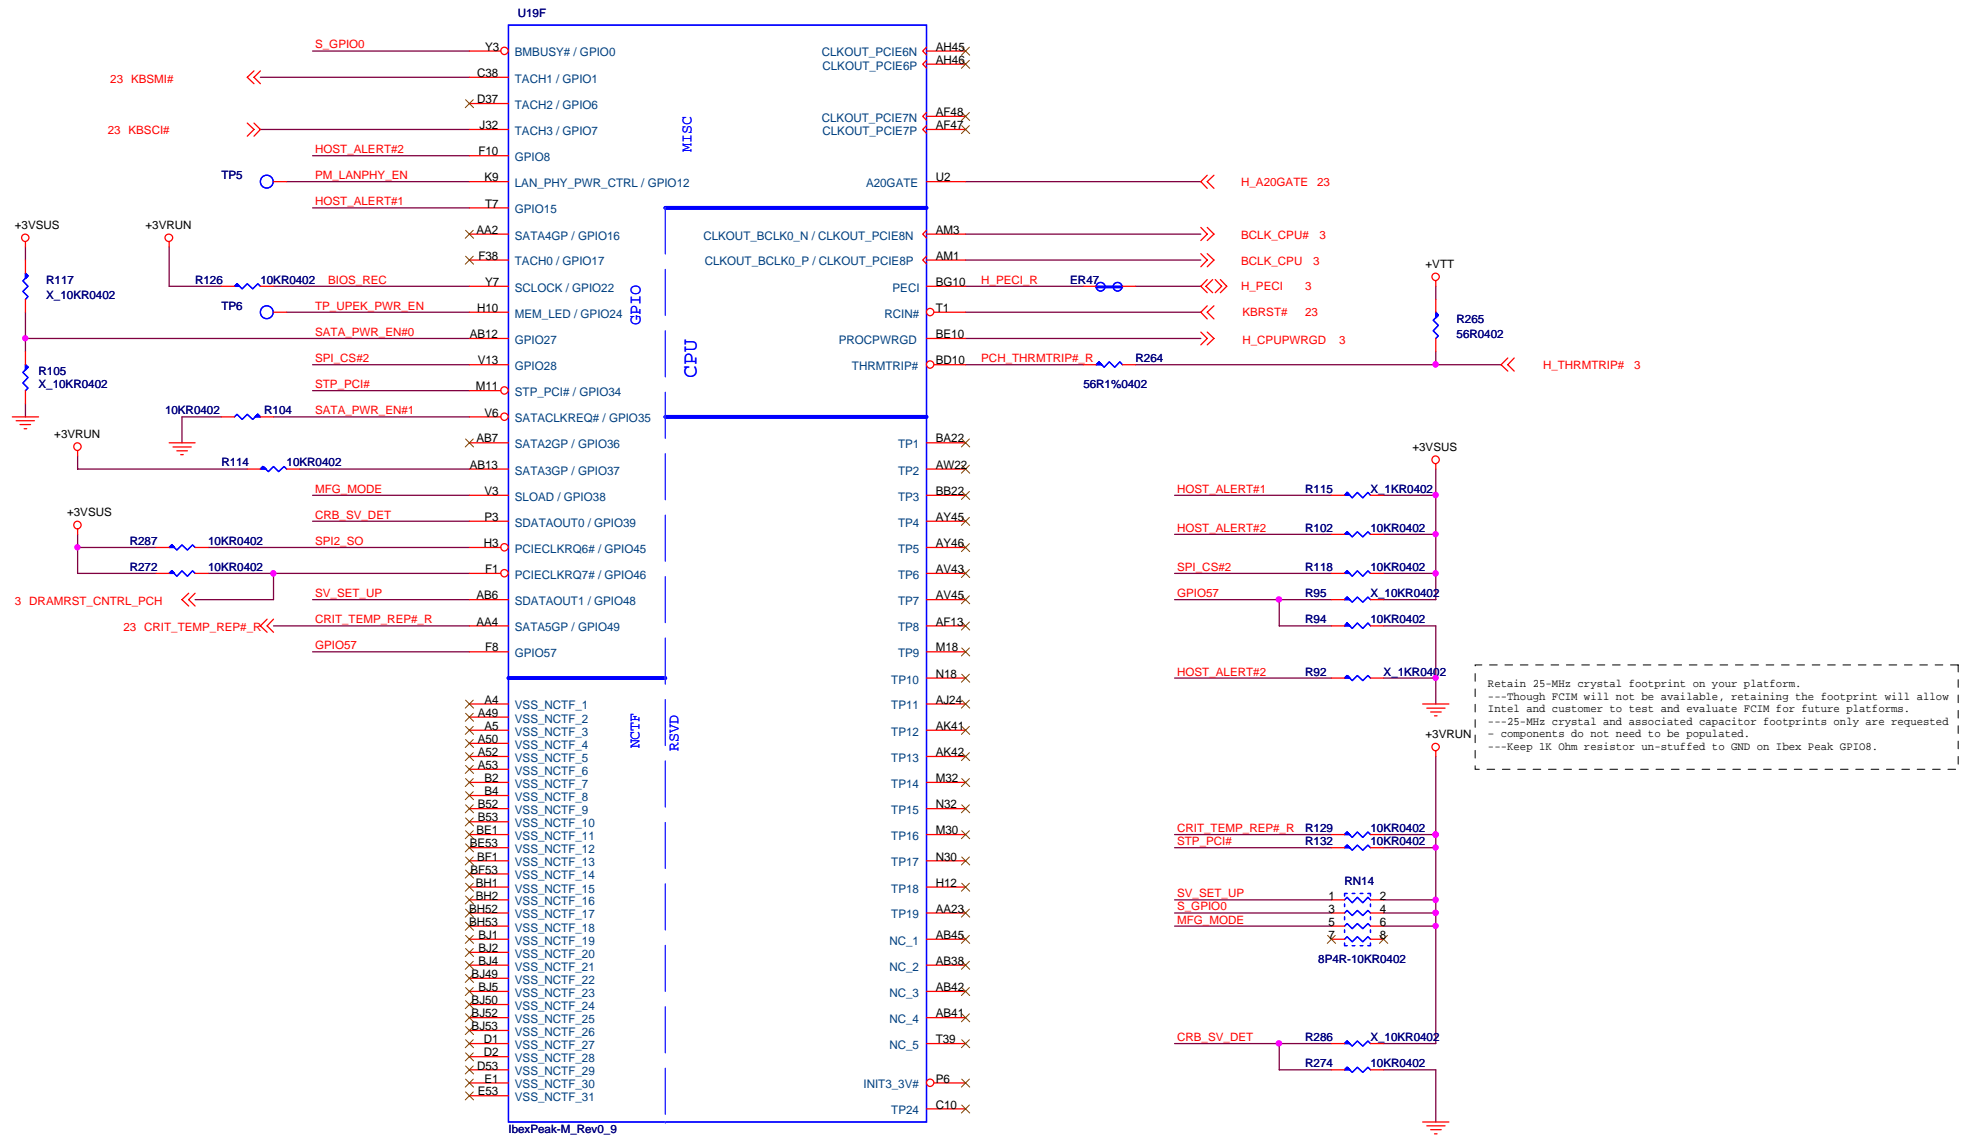 U19F
S_GPIO0 Y3 BMBUSY# / GPIO0
23 KBSMI# C38 TACH1 / GPIO1
D37 TACH2 / GPIO6
23 KBSCI# J32 TACH3 / GPIO7
HOST_ALERT#2 F10 GPIO8
TP5 PM_LANPHY_EN K9 LAN_PHY_PWR_CTRL / GPIO12
HOST_ALERT#1 T7 GPIO15
AA2 SATA4GP / GPIO16
F38 TACH0 / GPIO17
+3VSUS
+3VRUN
R117
X_10KR0402
R126 10KR0402 BIOS_REC Y7 SCLOCK / GPIO22
TP6 TP_UPEK_PWR_EN H10 MEM_LED / GPIO24
SATA_PWR_EN#0 AB12 GPIO27
R105
X_10KR0402
SPI_CS#2 V13 GPIO28
STP_PCI# M11 STP_PCI# / GPIO34
10KR0402 R104 SATA_PWR_EN#1 V6 SATACLKREQ# / GPIO35
+3VRUN
AB7 SATA2GP / GPIO36
R114 10KR0402 AB13 SATA3GP / GPIO37
MFG_MODE V3 SLOAD / GPIO38
+3VSUS
CRB_SV_DET P3 SDATAOUT0 / GPIO39
R287 10KR0402 SPI2_SO H3 PCIECLKRQ6# / GPIO45
R272 10KR0402 F1 PCIECLKRQ7# / GPIO46
3 DRAMRST_CNTRL_PCH
SV_SET_UP AB6 SDATAOUT1 / GPIO48
23 CRIT_TEMP_REP#_R CRIT_TEMP_REP#_R AA4 SATA5GP / GPIO49
GPIO57 F8 GPIO57
A4 VSS_NCTF_1
A49 VSS_NCTF_2
A5 VSS_NCTF_3
A50 VSS_NCTF_4
A52 VSS_NCTF_5
A53 VSS_NCTF_6
B2 VSS_NCTF_7
B4 VSS_NCTF_8
B52 VSS_NCTF_9
B53 VSS_NCTF_10
BE1 VSS_NCTF_11
BE53 VSS_NCTF_12
BF1 VSS_NCTF_13
BF53 VSS_NCTF_14
BH1 VSS_NCTF_15
BH2 VSS_NCTF_16
BH52 VSS_NCTF_17
BH53 VSS_NCTF_18
BJ1 VSS_NCTF_19
BJ2 VSS_NCTF_20
BJ4 VSS_NCTF_21
BJ49 VSS_NCTF_22
BJ5 VSS_NCTF_23
BJ50 VSS_NCTF_24
BJ52 VSS_NCTF_25
BJ53 VSS_NCTF_26
D1 VSS_NCTF_27
D2 VSS_NCTF_28
D53 VSS_NCTF_29
E1 VSS_NCTF_30
E53 VSS_NCTF_31
IbexPeak-M_Rev0_9
MISC
GPIO
CPU
NCTF
RSVD
CLKOUT_PCIE6N AH45
CLKOUT_PCIE6P AH46
CLKOUT_PCIE7N AF48
CLKOUT_PCIE7P AF47
A20GATE U2 H_A20GATE 23
CLKOUT_BCLK0_N / CLKOUT_PCIE8N AM3 BCLK_CPU# 3
CLKOUT_BCLK0_P / CLKOUT_PCIE8P AM1 BCLK_CPU 3
PECI BG10 H_PECI_R ER47 H_PECI 3
RCIN# T1 KBRST# 23
PROCPWRGD BE10 H_CPUPWRGD 3
THRMTRIP# BD10 PCH_THRMTRIP#_R R264
56R1%0402
+VTT
R265
56R0402
H_THRMTRIP# 3
TP1 BA22
TP2 AW22
TP3 BB22
TP4 AY45
TP5 AY46
TP6 AV43
TP7 AV45
TP8 AF13
TP9 M18
TP10 N18
TP11 AJ24
TP12 AK41
TP13 AK42
TP14 M32
TP15 N32
TP16 M30
TP17 N30
TP18 H12
TP19 AA23
NC_1 AB45
NC_2 AB38
NC_3 AB42
NC_4 AB41
NC_5 T39
INIT3_3V# P6
TP24 C10
+3VSUS
HOST_ALERT#1 R115 X_1KR0402
HOST_ALERT#2 R102 10KR0402
SPI_CS#2 R118 10KR0402
GPIO57 R95 X_10KR0402
R94 10KR0402
HOST_ALERT#2 R92 X_1KR0402
+3VRUN
CRIT_TEMP_REP#_R R129 10KR0402
STP_PCI# R132 10KR0402
RN14
SV_SET_UP 1 2
S_GPIO0 3 4
MFG_MODE 5 6
7 8
8P4R-10KR0402
CRB_SV_DET R286 X_10KR0402
R274 10KR0402
Retain 25-MHz crystal footprint on your platform.
---Though FCIM will not be available, retaining the footprint will allow
Intel and customer to test and evaluate FCIM for future platforms.
---25-MHz crystal and associated capacitor footprints only are requested
- components do not need to be populated.
---Keep 1K Ohm resistor un-stuffed to GND on Ibex Peak GPIO8.